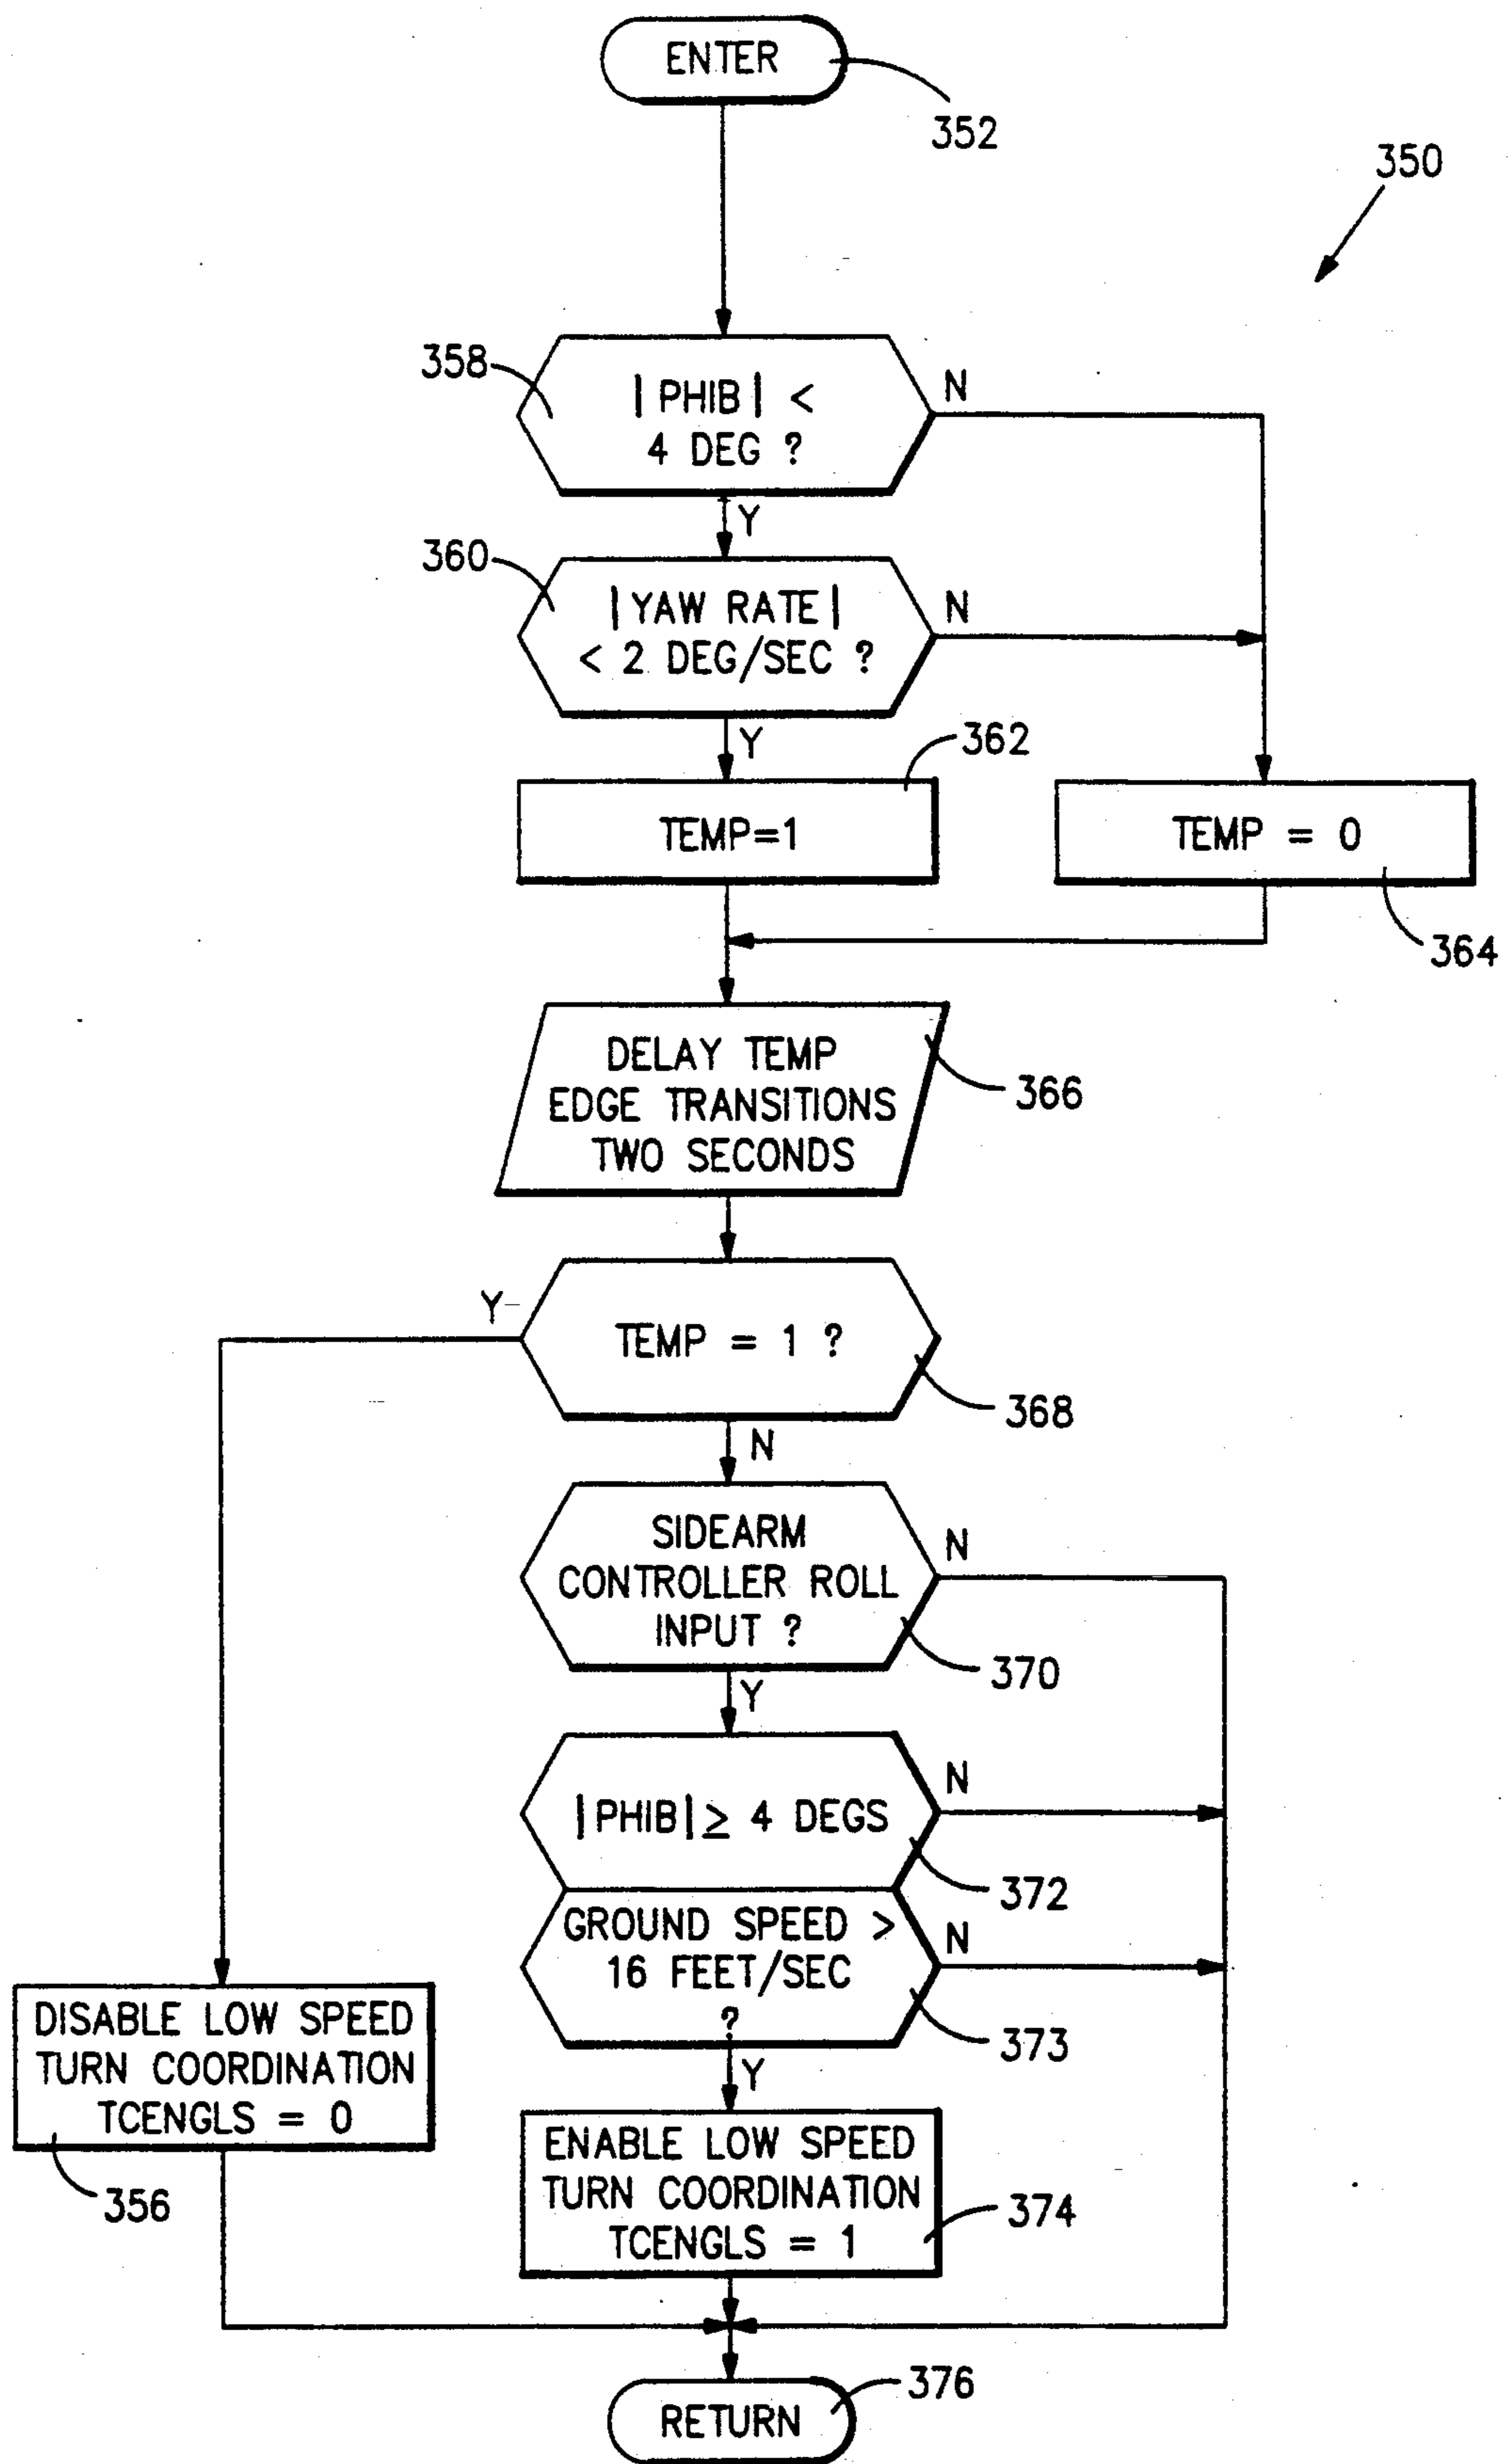 ENTER
352
350
358
| PHIB | <
4 DEG ?
N
Y
360
| YAW RATE |
< 2 DEG/SEC ?
N
Y
362
TEMP=1
TEMP = 0
364
DELAY TEMP
EDGE TRANSITIONS
TWO SECONDS
366
Y
TEMP = 1 ?
368
N
SIDEARM
CONTROLLER ROLL
INPUT ?
N
370
Y
|PHIB| ≥ 4 DEGS
N
372
GROUND SPEED >
16 FEET/SEC
?
N
373
Y
DISABLE LOW SPEED
TURN COORDINATION
TCENGLS = 0
356
ENABLE LOW SPEED
TURN COORDINATION
TCENGLS = 1
374
376
RETURN